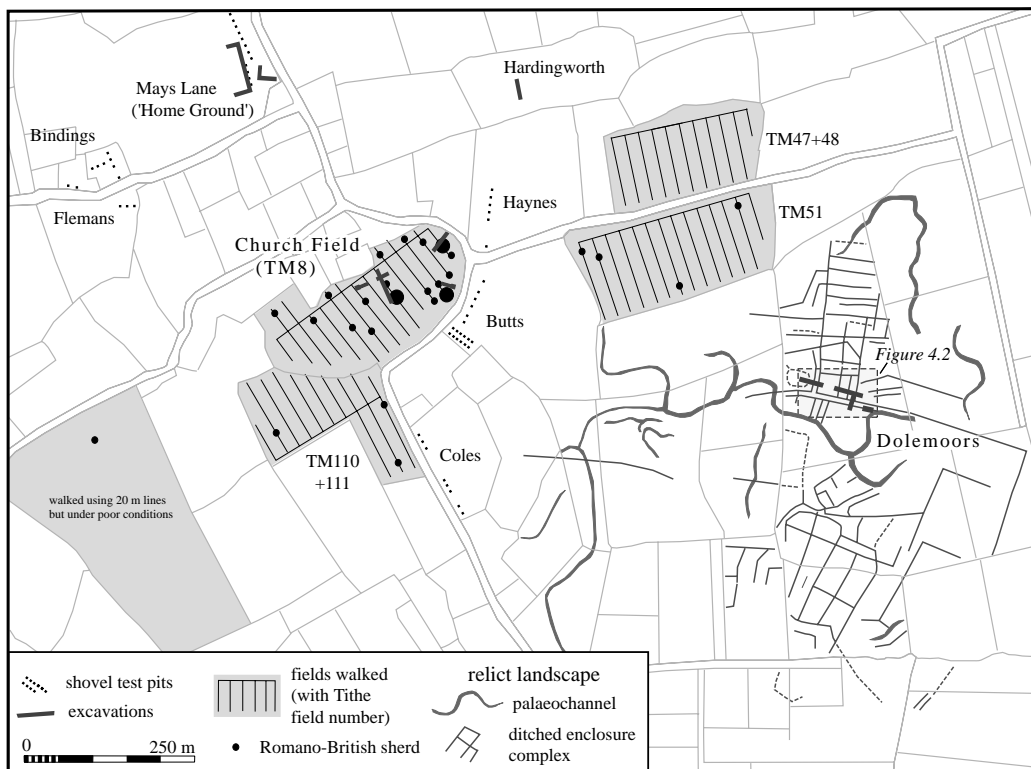 Hardingworth
Mays Lane
('Home Ground')
Bindings
TM47+48
Flemans
Haynes
TM51
Church Field
(TM8)
Butts
Figure 4.2
Dolemoors
Coles
TM110
+111
walked using 20 m lines
but under poor conditions
shovel test pits
excavations
0
250 m
fields walked
(with Tithe
field number)
Romano-British sherd
relict landscape
palaeochannel
ditched enclosure
complex